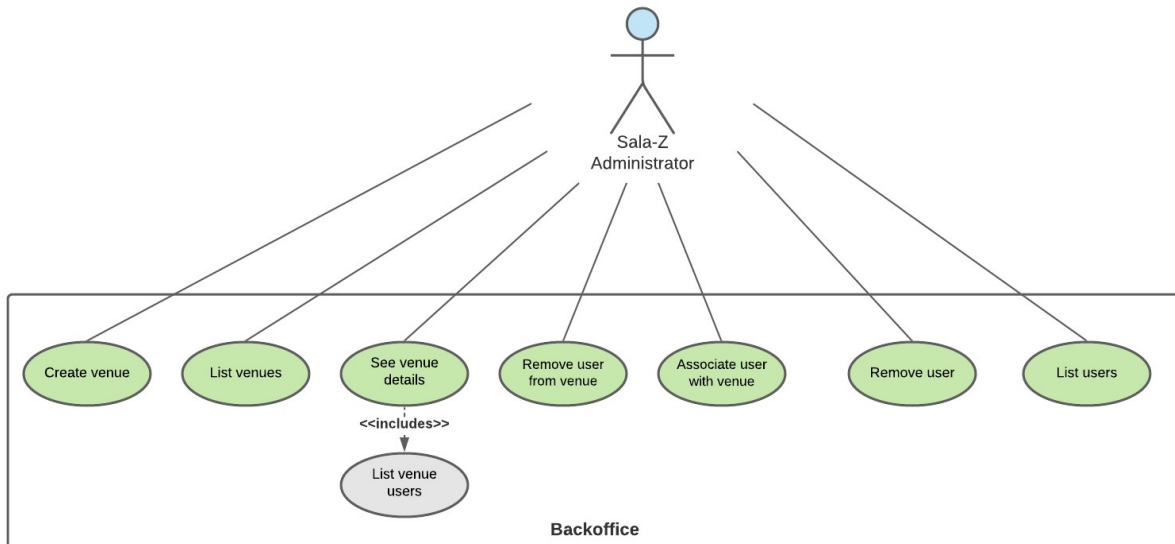 Sala-Z
Administrator
Create venue
List venues
See venue
details
Remove user
from venue
Associate user
with venue
Remove user
List users
<<includes>>
List venue
users
Backoffice